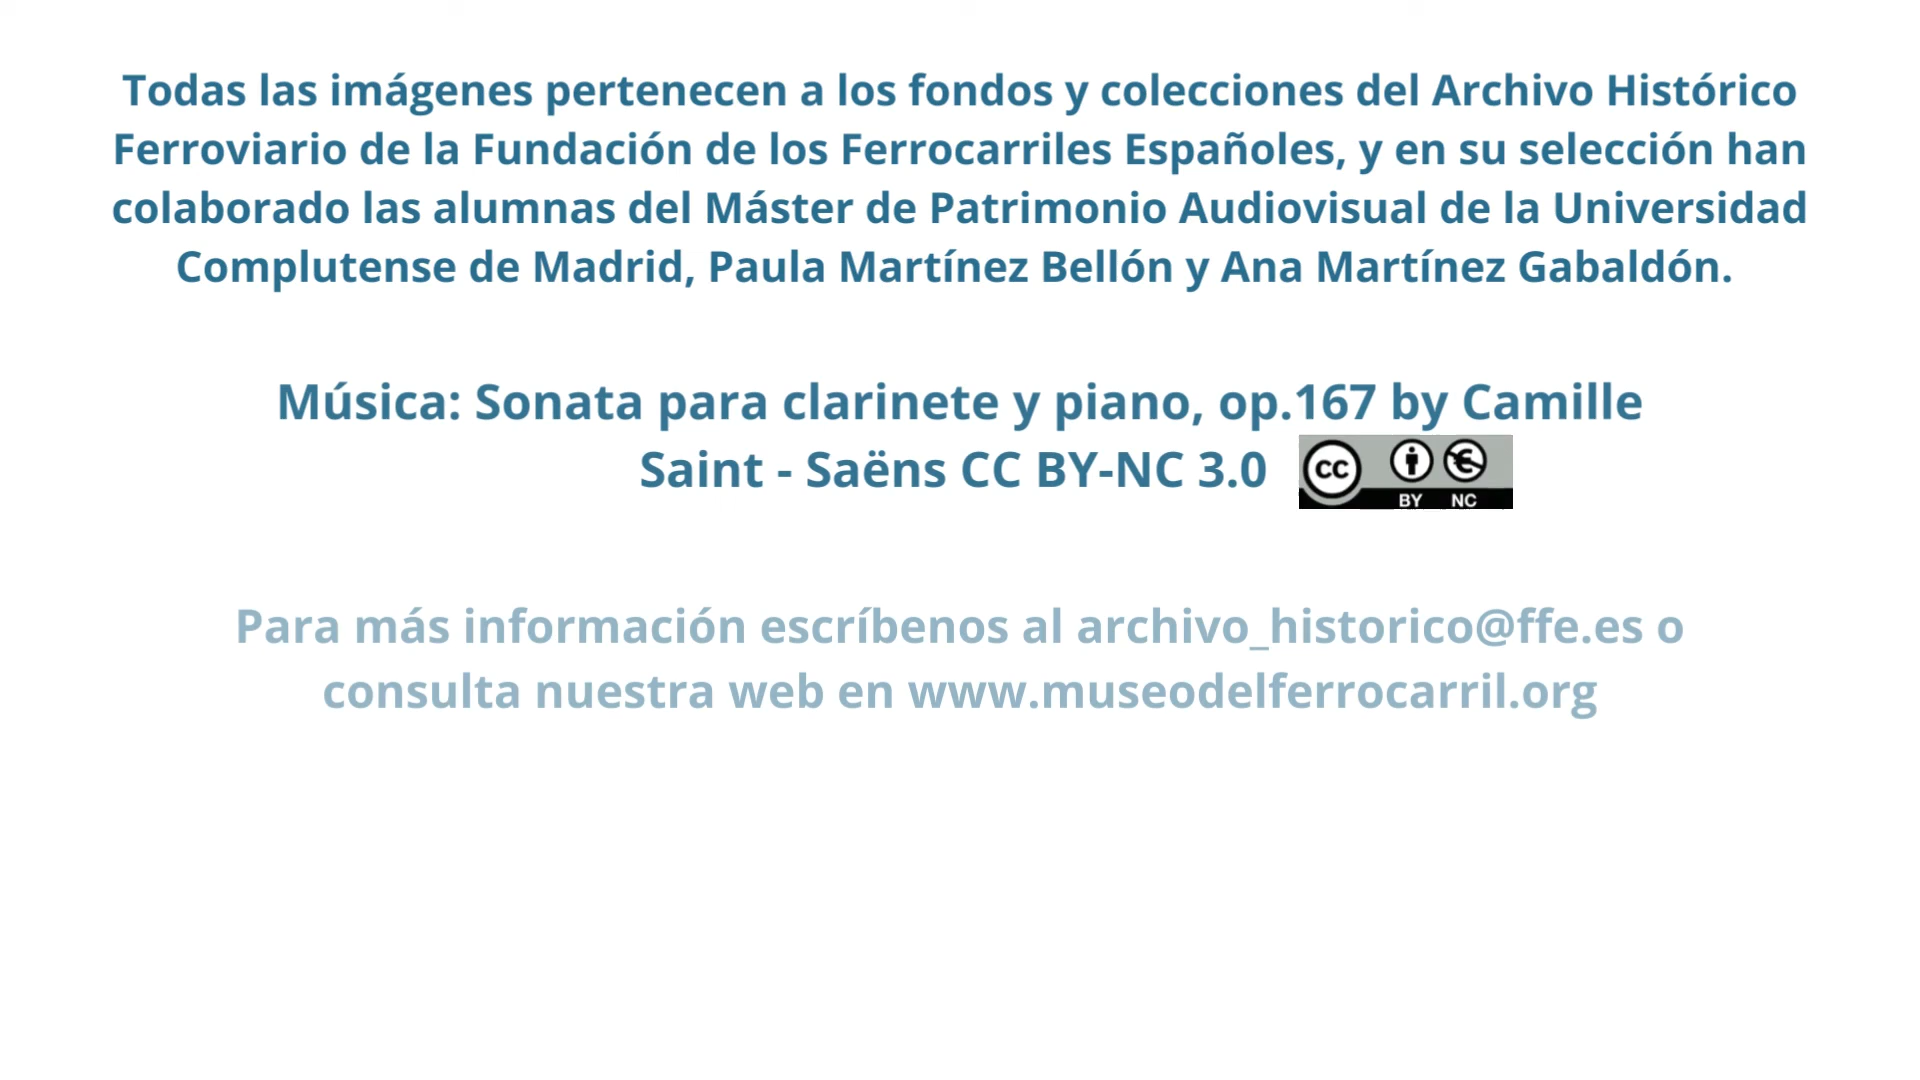 Todas las imágenes pertenecen a los fondos y colecciones del Archivo Histórico
Ferroviario de la Fundación de los Ferrocarriles Españoles, y en su selección han
colaborado las alumnas del Máster de Patrimonio Audiovisual de la Universidad
Complutense de Madrid, Paula Martínez Bellón y Ana Martínez Gabaldón.
Música: Sonata para clarinete y piano, op.167 by Camille
Saint - Saëns CC BY-NC 3.0
cc
BY NC
Para más información escríbenos al archivo_historico@ffe.es o
consulta nuestra web en www.museodelferrocarril.org